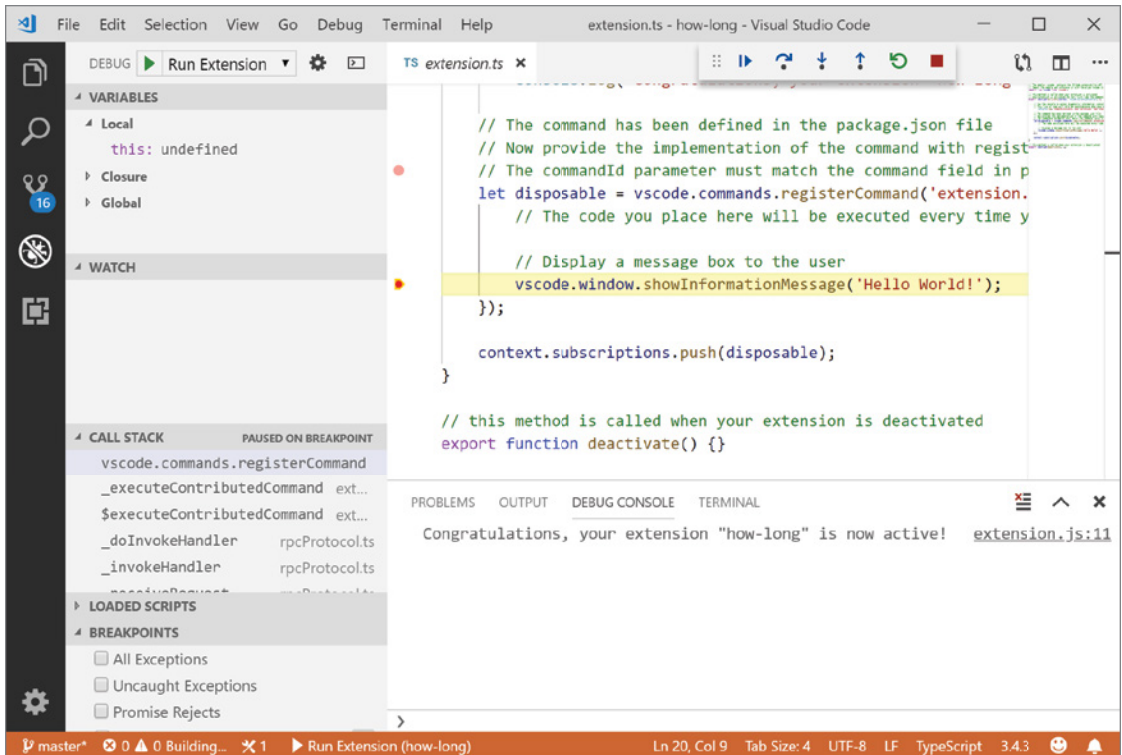 File Edit Selection View Go Debug Terminal Help extension.ts - how-long - Visual Studio Code
DEBUG Run Extension
TS extension.ts
VARIABLES
Local
this: undefined
Closure
Global
16
WATCH
CALL STACK PAUSED ON BREAKPOINT
vscode.commands.registerCommand
_executeContributedCommand ext...
$executeContributedCommand ext...
_doInvokeHandler rpcProtocol.ts
_invokeHandler rpcProtocol.ts
LOADED SCRIPTS
BREAKPOINTS
All Exceptions
Uncaught Exceptions
Promise Rejects
// The command has been defined in the package.json file
// Now provide the implementation of the command with regist
// The commandId parameter must match the command field in p
let disposable = vscode.commands.registerCommand('extension.
// The code you place here will be executed every time y
// Display a message box to the user
vscode.window.showInformationMessage('Hello World!');
});
context.subscriptions.push(disposable);
}
// this method is called when your extension is deactivated
export function deactivate() {}
PROBLEMS OUTPUT DEBUG CONSOLE TERMINAL
Congratulations, your extension "how-long" is now active! extension.js:11
master* 0 0 Building... 1 Run Extension (how-long) Ln 20, Col 9 Tab Size: 4 UTF-8 LF TypeScript 3.4.3